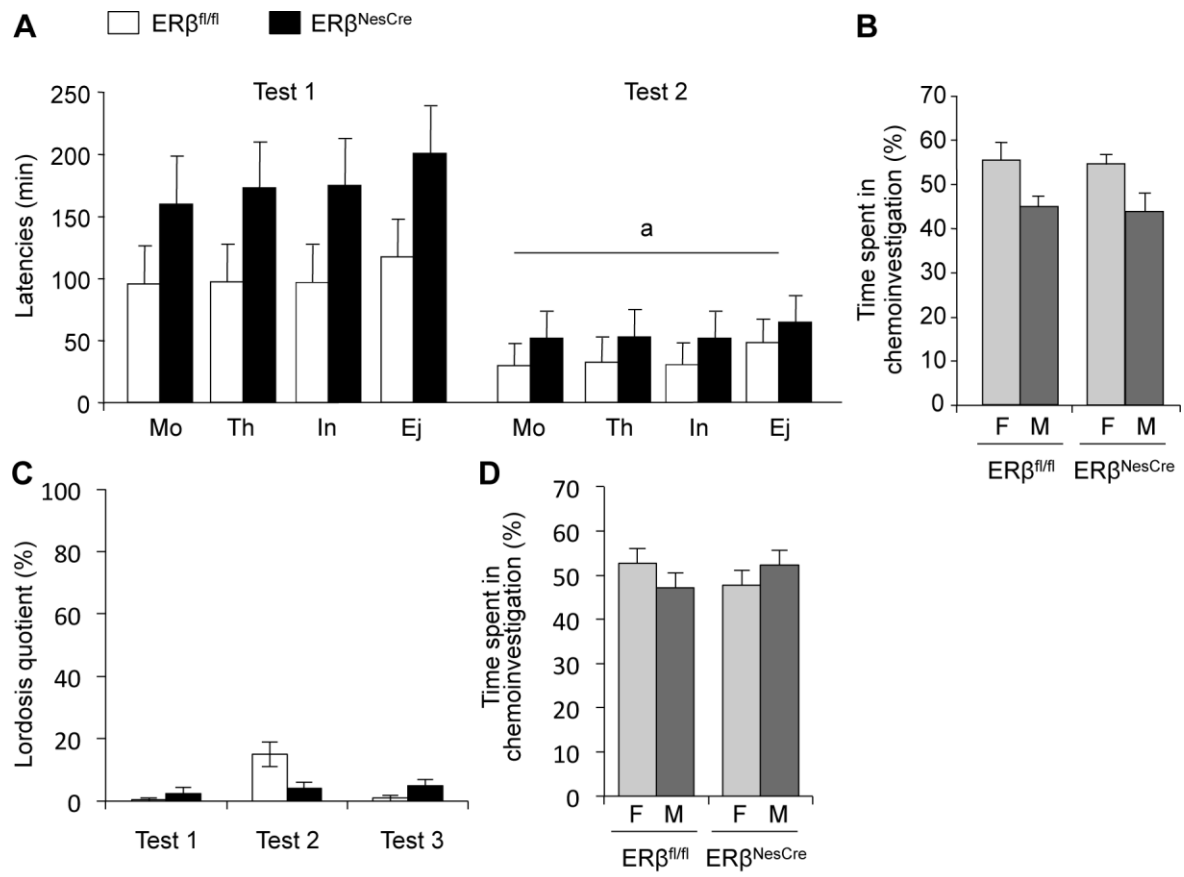 A
ERβfl/fl
ERβNesCre
Test 1
Test 2
Latencies (min)
250
200
150
100
50
0
a
Mo Th In Ej Mo Th In Ej
B
Time spent in
chemoinvestigation (%)
70
60
50
40
30
20
10
0
F M F M
ERβfl/fl ERβNesCre
C
Lordosis quotient (%)
100
80
60
40
20
0
Test 1 Test 2 Test 3
D
Time spent in
chemoinvestigation (%)
70
60
50
40
30
20
10
0
F M F M
ERβfl/fl ERβNesCre